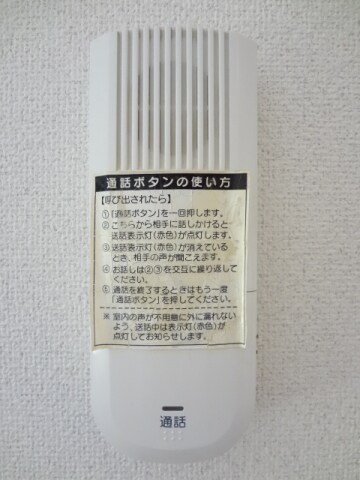 通話ボタンの使い方
【呼び出されたら】
①「通話ボタン」を一回押します。
②こちらから相手に話しかけると、
送話表示灯(赤色)が点灯します。
③送話表示灯(赤色)が消えている
とき、相手の声が聞こえます。
④お話しは②③を交互に繰り返して
ください。
⑤通話を終了するときはもう一度
「通話ボタン」を押してください。
※室内の声が不用意に外に漏れない
よう、送話中は表示灯(赤色)が
点灯してお知らせします。
通話